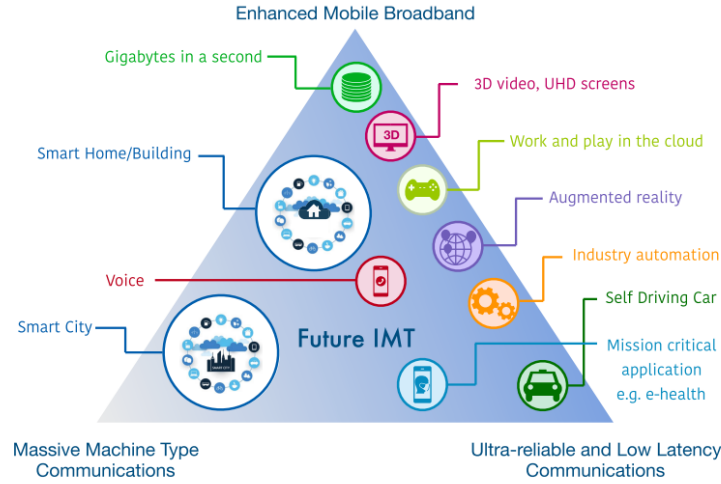 Enhanced Mobile Broadband
Gigabytes in a second
3D video, UHD screens
3D
Work and play in the cloud
Smart Home/Building
Augmented reality
Industry automation
Voice
Self Driving Car
Smart City
Future IMT
Mission critical
application
e.g. e-health
SMART CITY
Massive Machine Type
Communications
Ultra-reliable and Low Latency
Communications